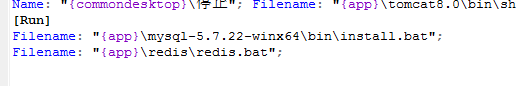 Name: "{commondesktop}\停止"; Filename: "{app}\tomcat8.0\bin\sh
[Run]
Filename: "{app}\mysql-5.7.22-winx64\bin\install.bat";
Filename: "{app}\redis\redis.bat";